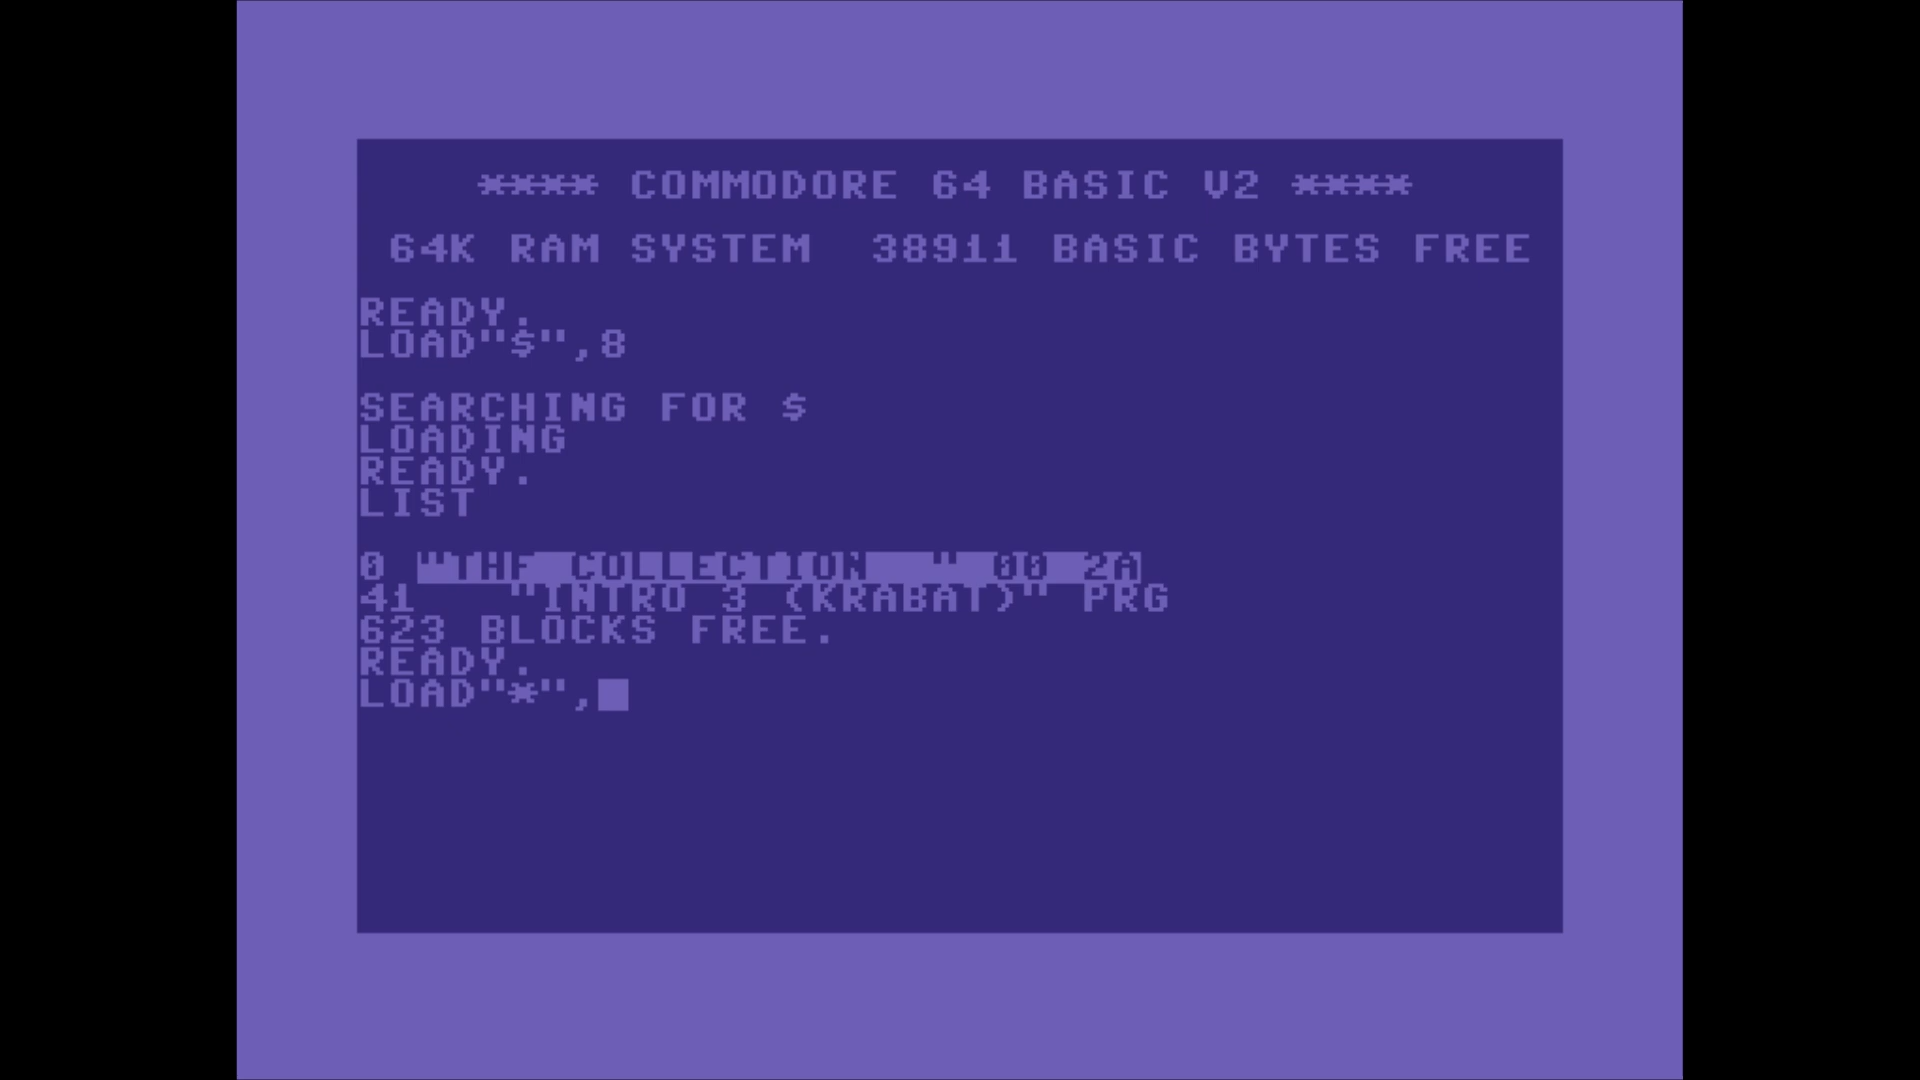 **** COMMODORE 64 BASIC V2 ****
64K RAM SYSTEM  38911 BASIC BYTES FREE
READY.
LOAD"$",8
SEARCHING FOR $
LOADING
READY.
LIST
0 "THE COLLECTION  " 00 2A
41   "INTRO 3 (KRABAT)" PRG
623 BLOCKS FREE.
READY.
LOAD"*",